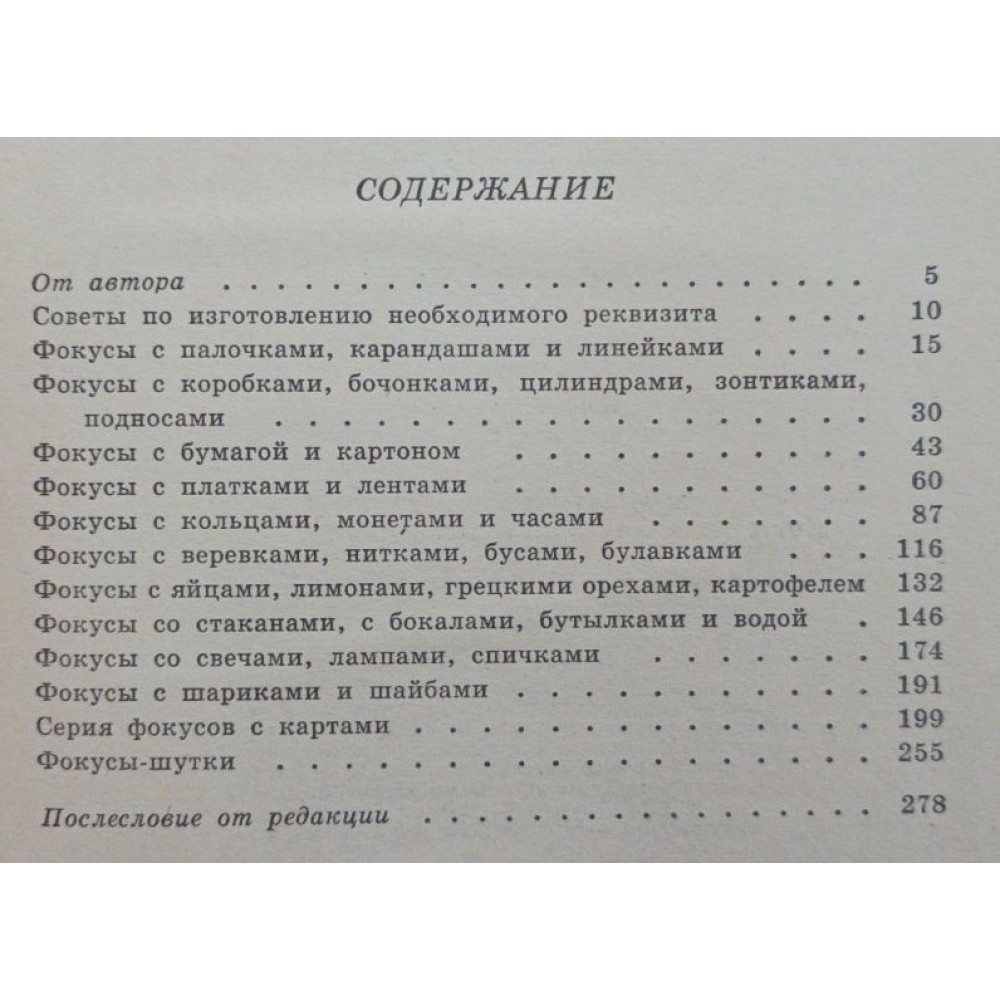 СОДЕРЖАНИЕ
От автора . . . . . . . . . . . . . . . . . . . . . . . . 5
Советы по изготовлению необходимого реквизита . . . . 10
Фокусы с палочками, карандашами и линейками . . . . 15
Фокусы с коробками, бочонками, цилиндрами, зонтиками,
подносами . . . . . . . . . . . . . . . . . . . . . . 30
Фокусы с бумагой и картоном . . . . . . . . . . . . . 43
Фокусы с платками и лентами . . . . . . . . . . . . . 60
Фокусы с кольцами, монетами и часами . . . . . . . . 87
Фокусы с веревками, нитками, бусами, булавками . . . 116
Фокусы с яйцами, лимонами, грецкими орехами, картофелем 132
Фокусы со стаканами, с бокалами, бутылками и водой . 146
Фокусы со свечами, лампами, спичками . . . . . . . . 174
Фокусы с шариками и шайбами . . . . . . . . . . . . . 191
Серия фокусов с картами . . . . . . . . . . . . . . . . . 199
Фокусы-шутки . . . . . . . . . . . . . . . . . . . . . . 255
Послесловие от редакции . . . . . . . . . . . . . . . . . 278